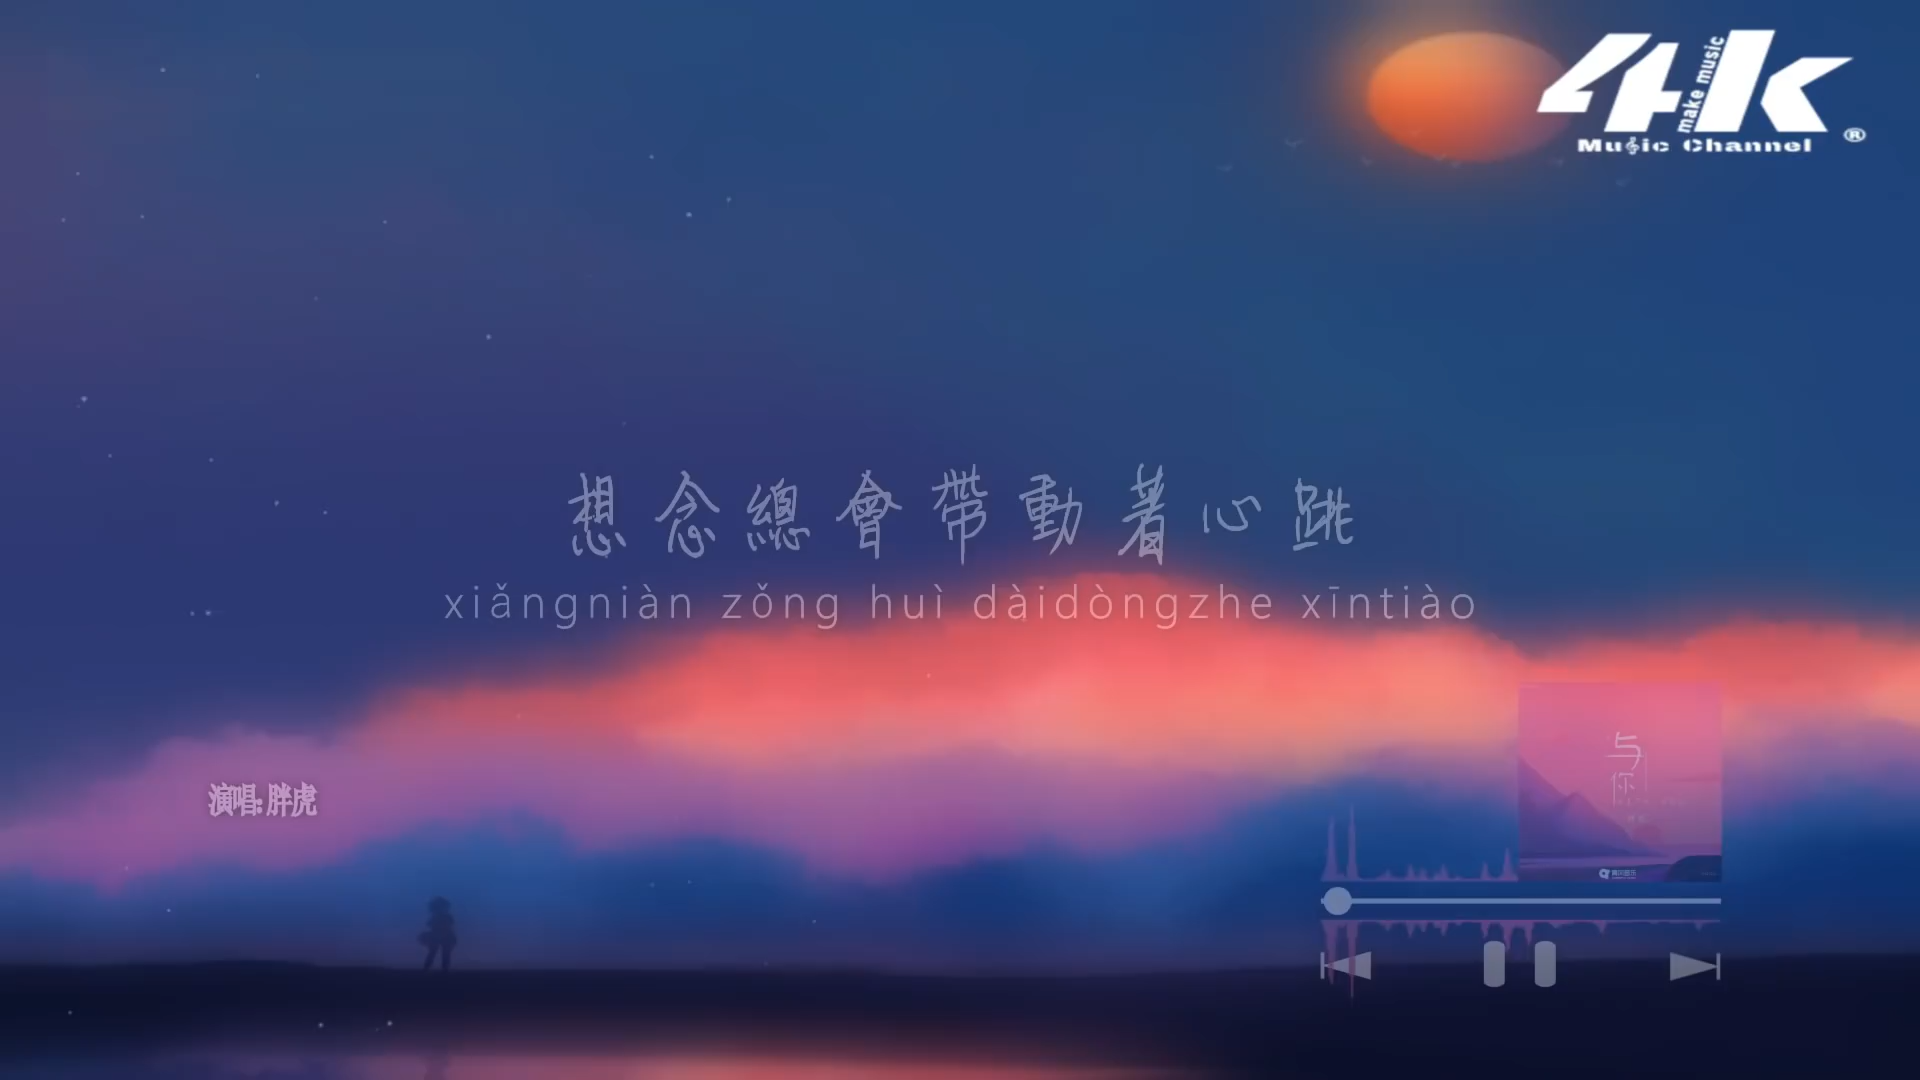 4K
make music
Music Channel ®
想念總會帶動著心跳
xiǎngniàn zǒng huì dàidòngzhe xīntiào
与
你
演唱: 胖虎